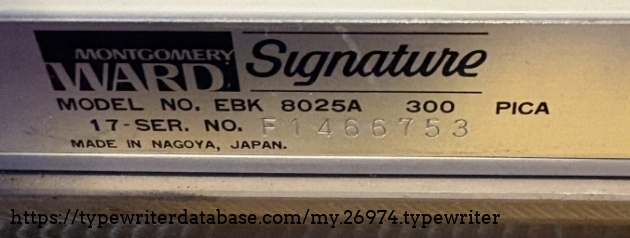 MONTGOMERY
WARD Signature
MODEL NO. EBK 8025A 300 PICA
17-SER. NO. F1466753
MADE IN NAGOYA, JAPAN.
https://typewriterdatabase.com/my.26974.typewriter